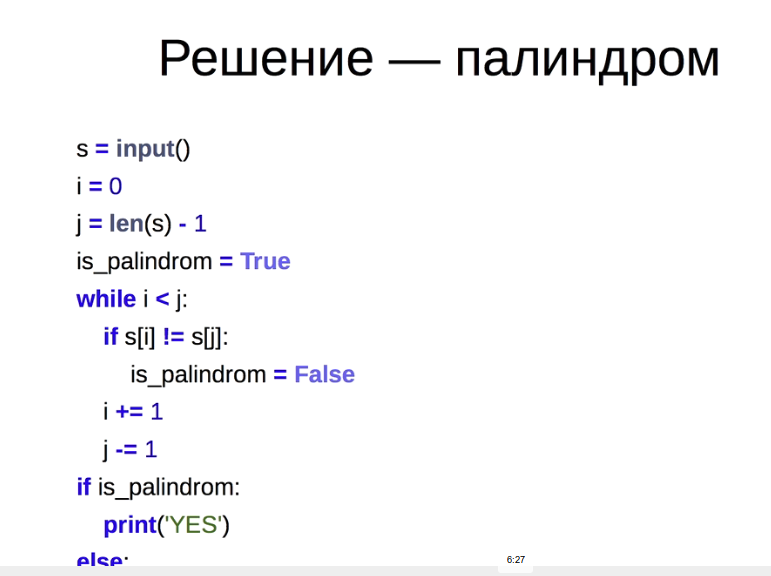 Решение — палиндром
s = input()
i = 0
j = len(s) - 1
is_palindrom = True
while i < j:
    if s[i] != s[j]:
        is_palindrom = False
    i += 1
    j -= 1
if is_palindrom:
    print('YES')
else:
6:27